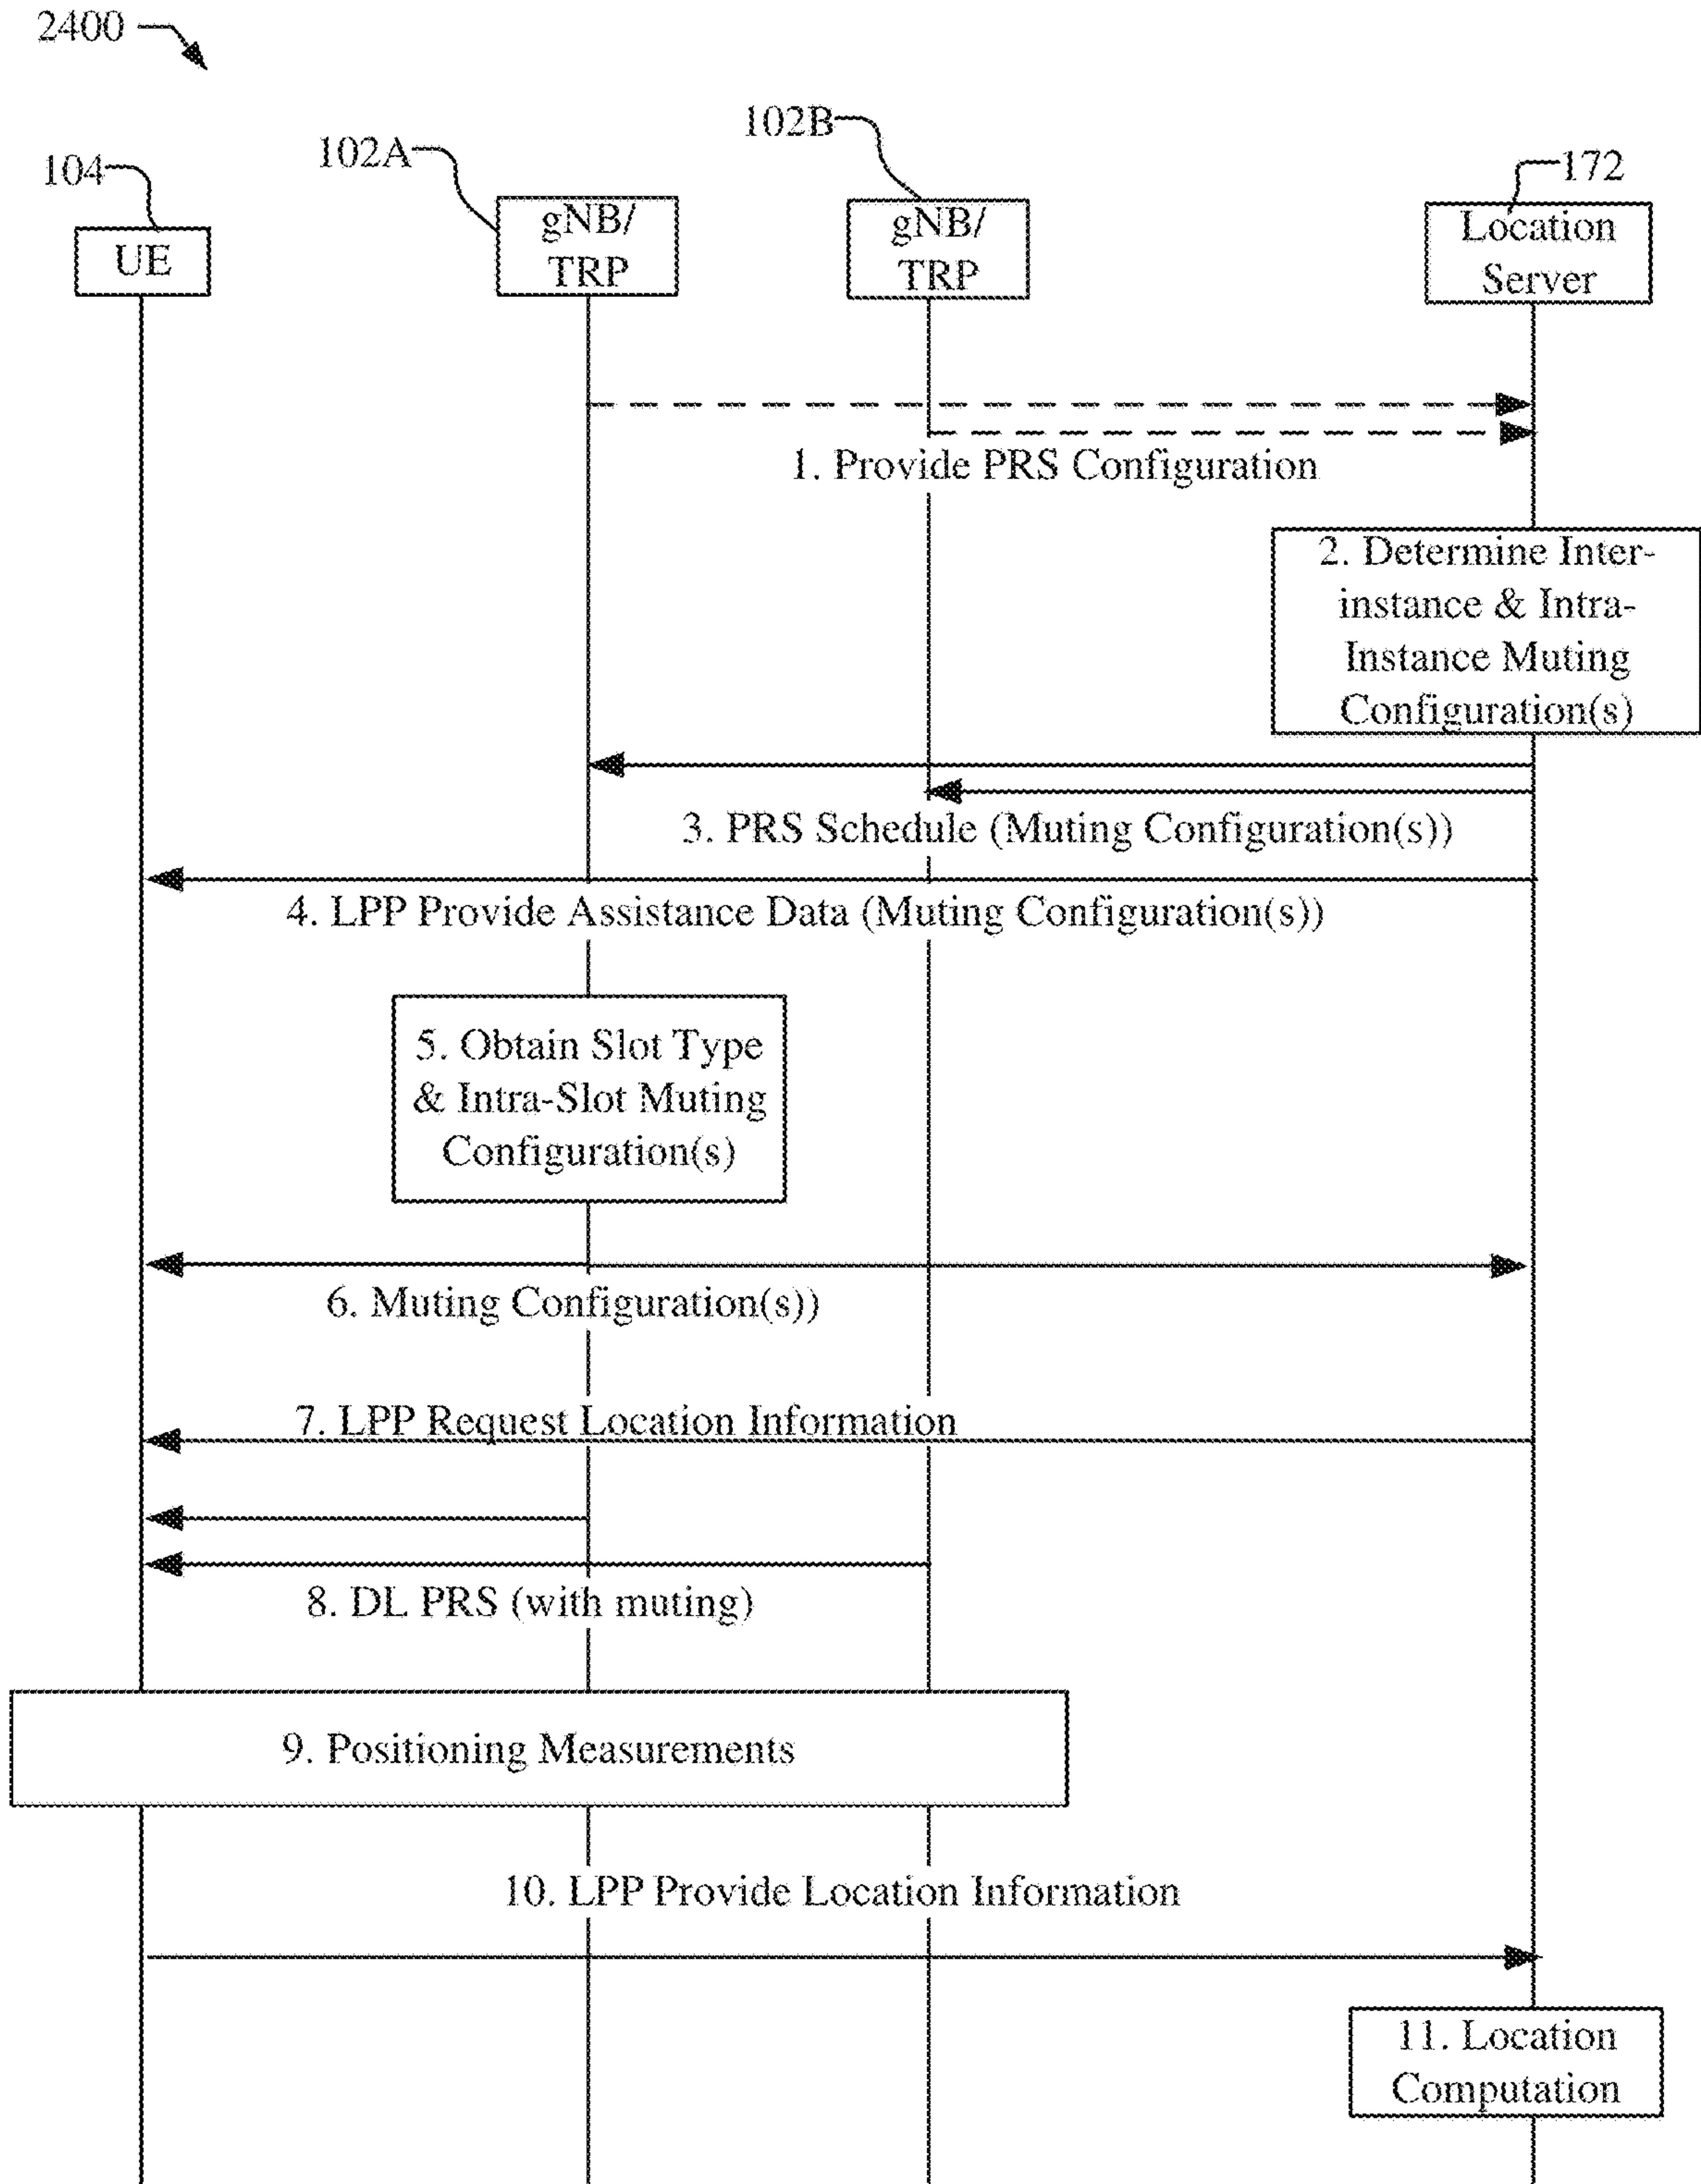 2400
102B
102A
172
104
gNB/
TRP
gNB/
TRP
Location
Server
UE
1. Provide PRS Configuration
2. Determine Inter-
instance & Intra-
Instance Muting
Configuration(s)
3. PRS Schedule (Muting Configuration(s))
4. LPP Provide Assistance Data (Muting Configuration(s))
5. Obtain Slot Type
& Intra-Slot Muting
Configuration(s)
6. Muting Configuration(s))
7. LPP Request Location Information
8. DL PRS (with muting)
9. Positioning Measurements
10. LPP Provide Location Information
11. Location
Computation